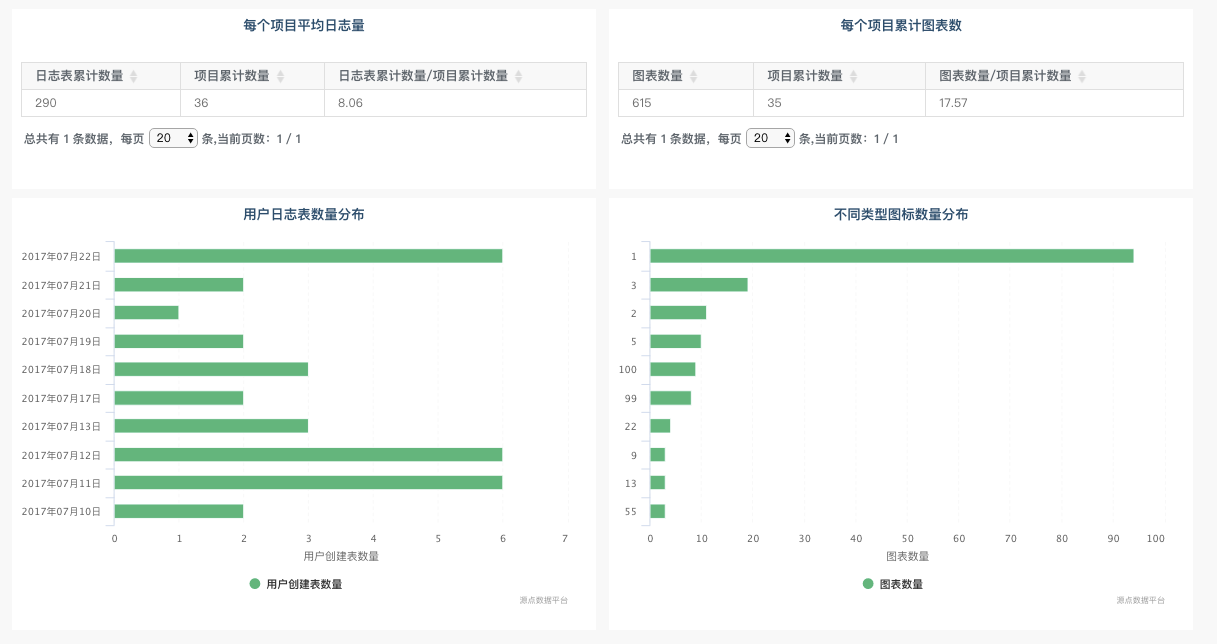 每个项目平均日志量
日志表累计数量 项目累计数量 日志表累计数量/项目累计数量
290 36 8.06
总共有 1 条数据，每页 20 条,当前页数：1 / 1
每个项目累计图表数
图表数量 项目累计数量 图表数量/项目累计数量
615 35 17.57
总共有 1 条数据，每页 20 条,当前页数：1 / 1
用户日志表数量分布
2017年07月22日
2017年07月21日
2017年07月20日
2017年07月19日
2017年07月18日
2017年07月17日
2017年07月13日
2017年07月12日
2017年07月11日
2017年07月10日
0 1 2 3 4 5 6 7
用户创建表数量
用户创建表数量
源点数据平台
不同类型图标数量分布
1
3
2
5
100
99
22
9
13
55
0 10 20 30 40 50 60 70 80 90 100
图表数量
图表数量
源点数据平台